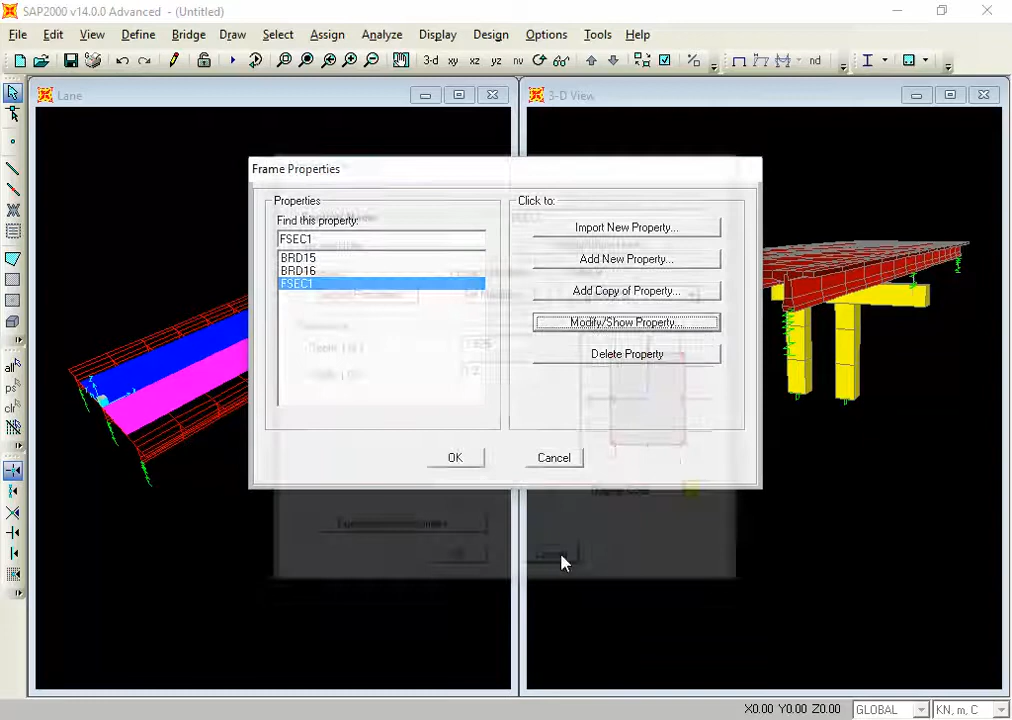 SAP2000 v14.0.0 Advanced - (Untitled)
File Edit View Define Bridge Draw Select Assign Analyze Display Design Options Tools Help
3-d xy xz yz nv nd
Lane
3-D View
all
ps
clr
Frame Properties
Properties
Find this property:
FSEC1
BRD15
BRD16
FSEC1
Click to:
Import New Property...
Add New Property...
Add Copy of Property...
Modify/Show Property...
Delete Property
OK
Cancel
X0.00 Y0.00 Z0.00
GLOBAL
KN, m, C